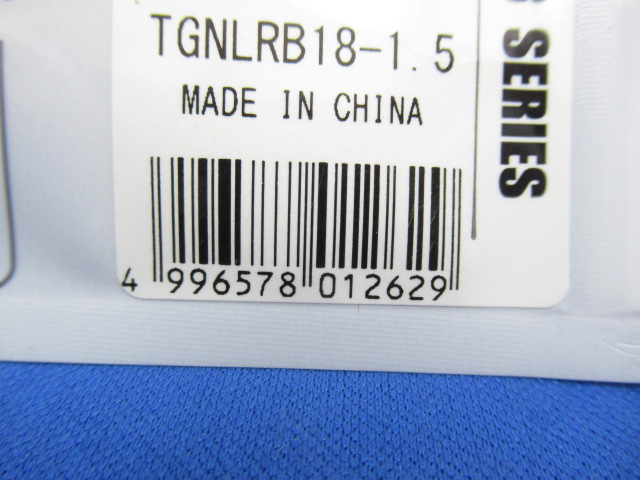 TGNLRB18-1.5
MADE IN CHINA
4 996578 012629
SERIES